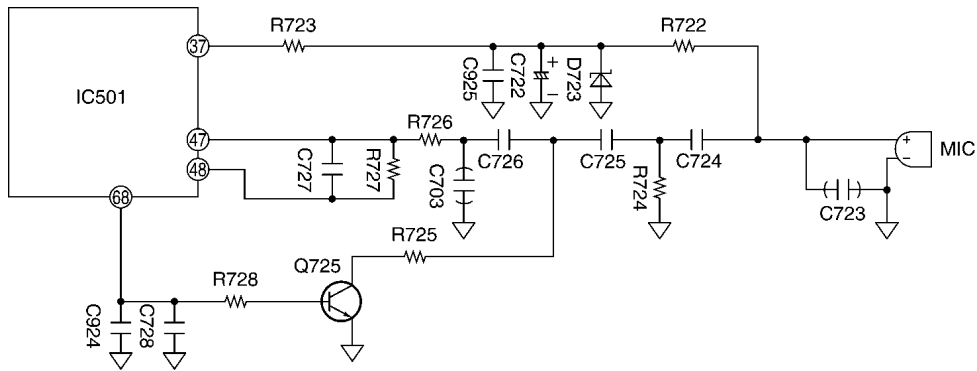 R723
R722
37
C925
C722
+
−
D723
IC501
R726
47
+
−
MIC
C726
C725
C724
48
C727
R727
C703
R724
C723
68
R725
Q725
R728
C924
C728